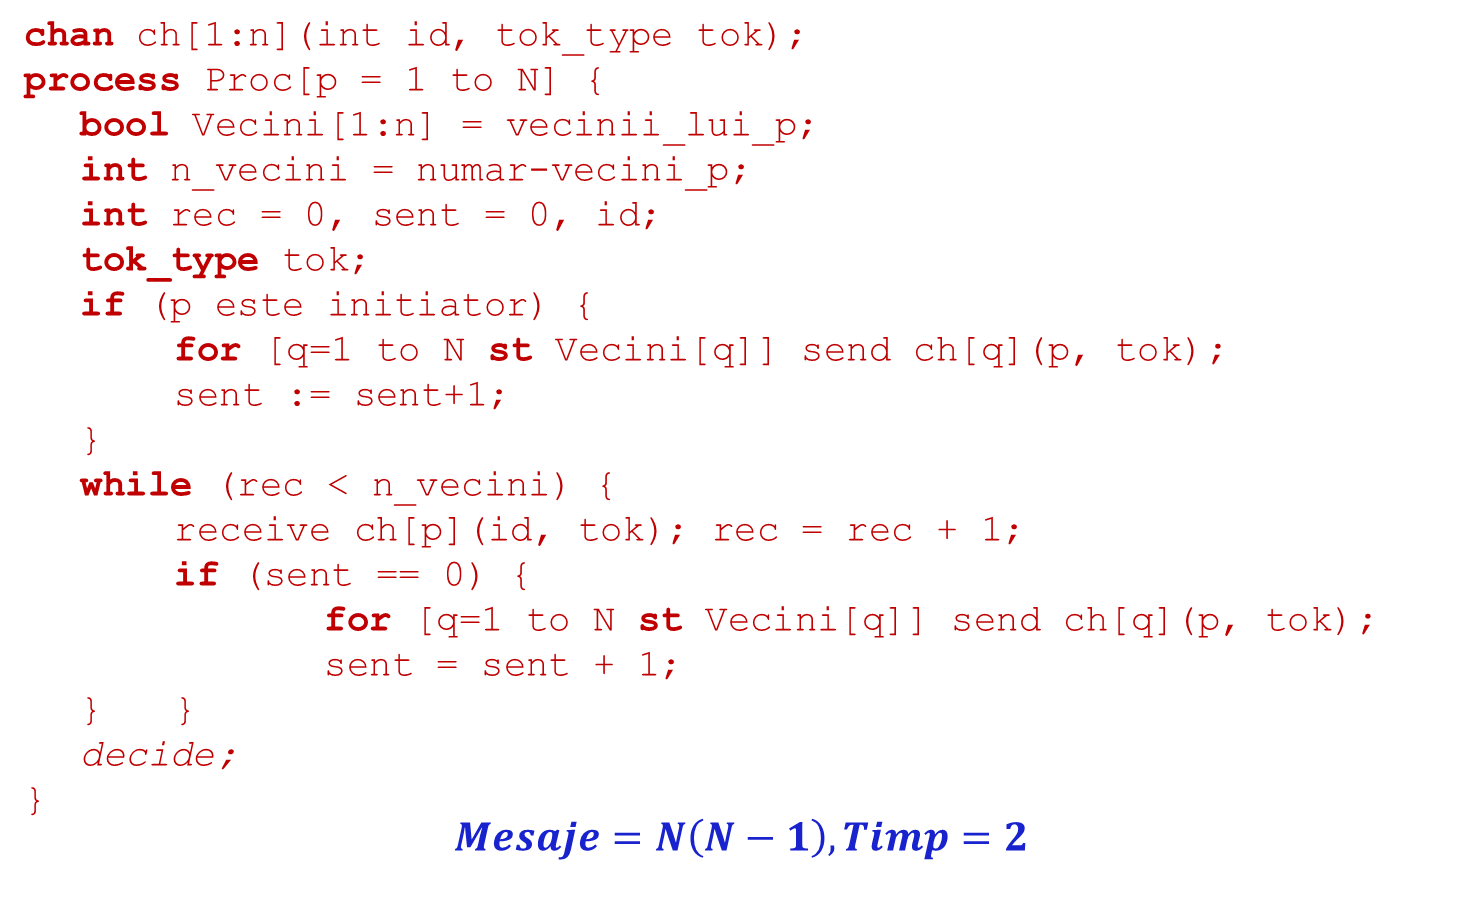 chan ch[1:n](int id, tok_type tok);
process Proc[p = 1 to N] {
bool Vecini[1:n] = vecinii_lui_p;
int n_vecini = numar-vecini_p;
int rec = 0, sent = 0, id;
tok_type tok;
if (p este initiator) {
for [q=1 to N st Vecini[q]] send ch[q](p, tok);
sent := sent+1;
}
while (rec < n_vecini) {
receive ch[p](id, tok); rec = rec + 1;
if (sent == 0) {
for [q=1 to N st Vecini[q]] send ch[q](p, tok);
sent = sent + 1;
} }
decide;
}
Mesaje = N(N − 1), Timp = 2